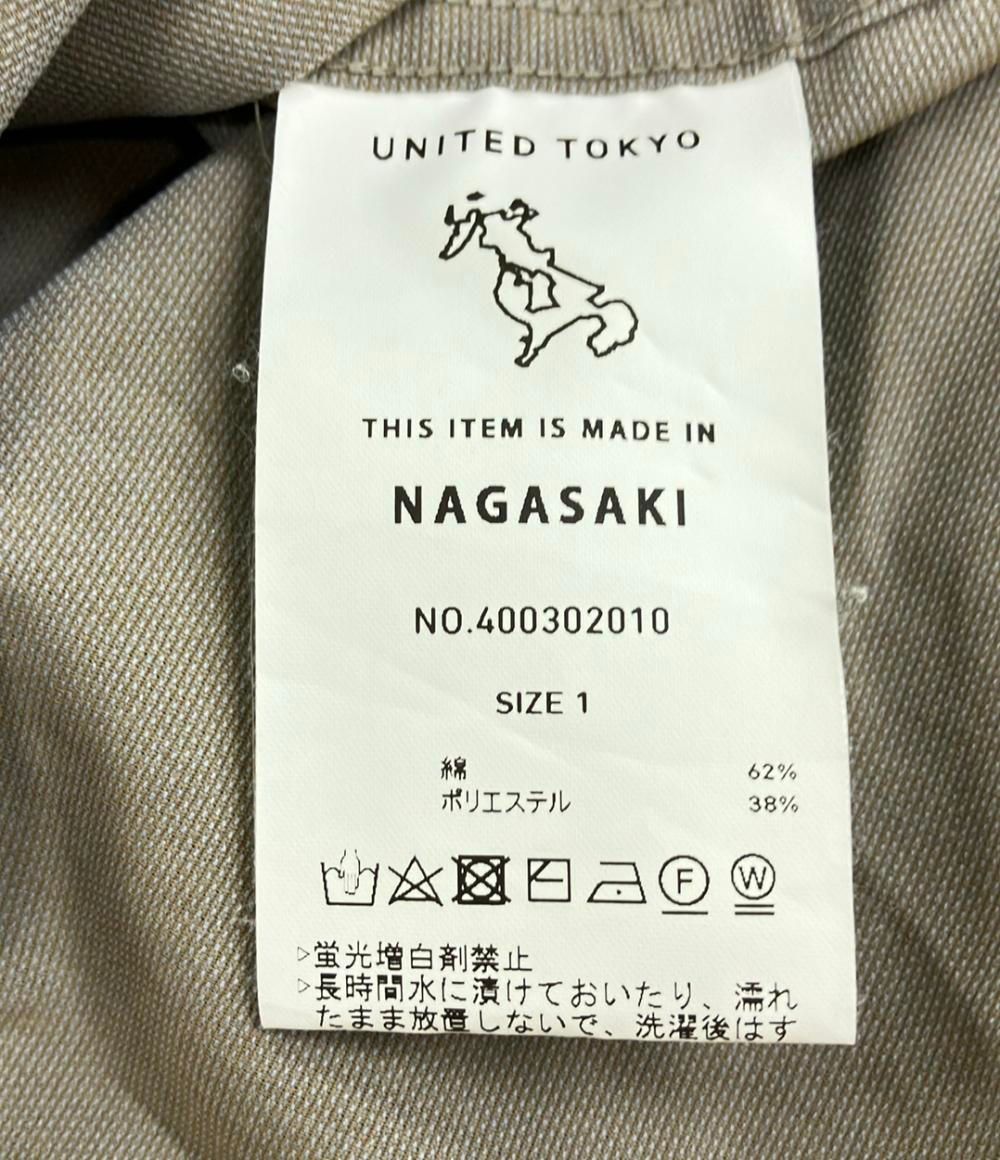 UNITED TOKYO
THIS ITEM IS MADE IN
NAGASAKI
NO.400302010
SIZE 1
綿 62%
ポリエステル 38%
F W
▷蛍光増白剤禁止
▷長時間水に漬けておいたり、濡れ
たまま放置しないで、洗濯後はす